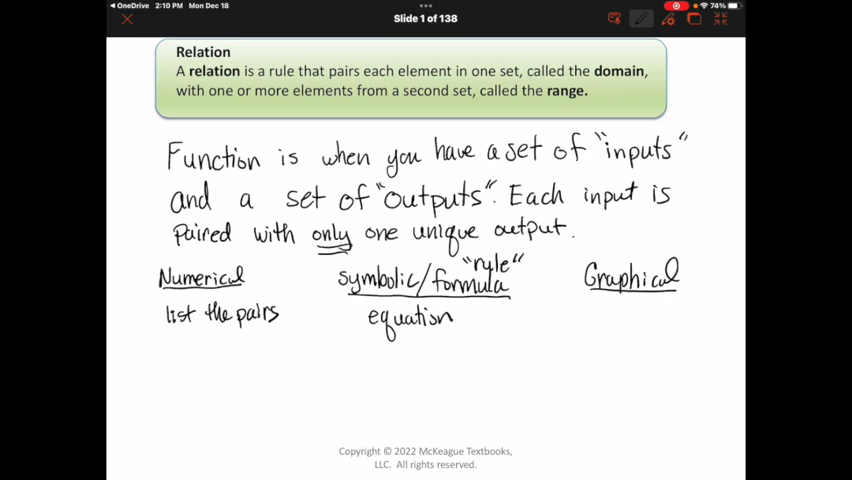 OneDrive 2:10 PM Mon Dec 18
74%
Slide 1 of 138
Relation
A relation is a rule that pairs each element in one set, called the domain,
with one or more elements from a second set, called the range.
Function is when you have a set of "inputs"
and a set of "outputs". Each input is
paired with only one unique output.
Numerical symbolic/formula "rule" Graphical
list the pairs equation
Copyright © 2022 McKeague Textbooks,
LLC. All rights reserved.